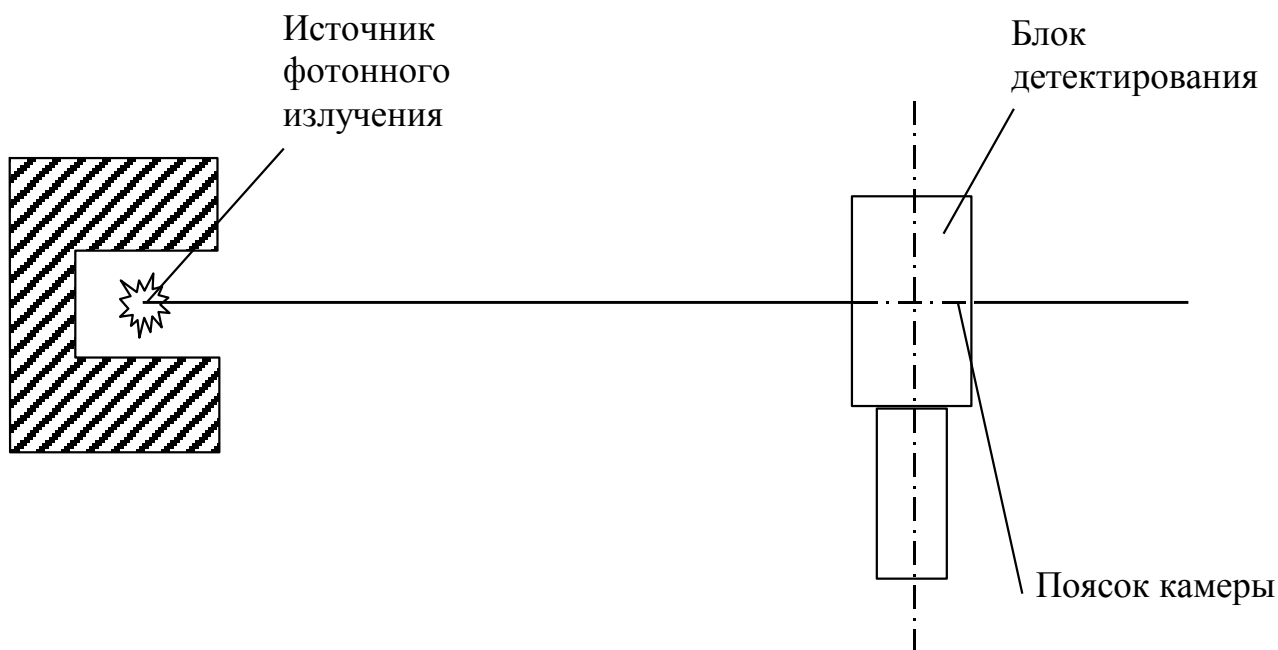 Источник
фотонного
излучения
Блок
детектирования
Поясок камеры